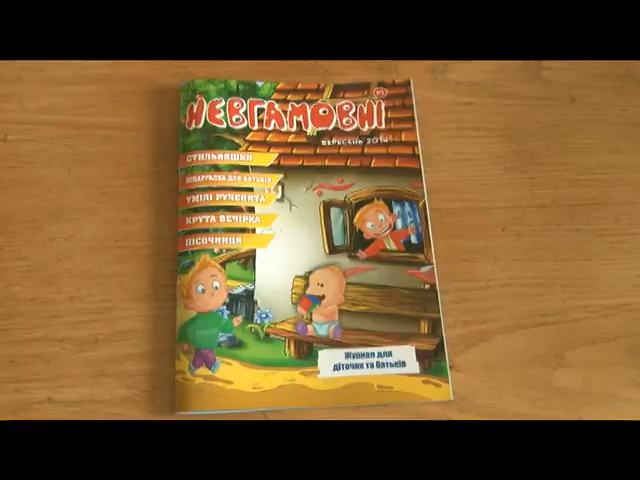 НЕВГАМОВНІ
ВЕРЕСЕНЬ 2014
СТИЛЬНЯШКИ
ШПАРГАЛКА ДЛЯ БАТЬКІВ
УМІЛІ РУЧЕНЯТА
КРУТА ВЕЧІРКА
ПІСОЧНИЦЯ
Журнал для
діточок та батьків